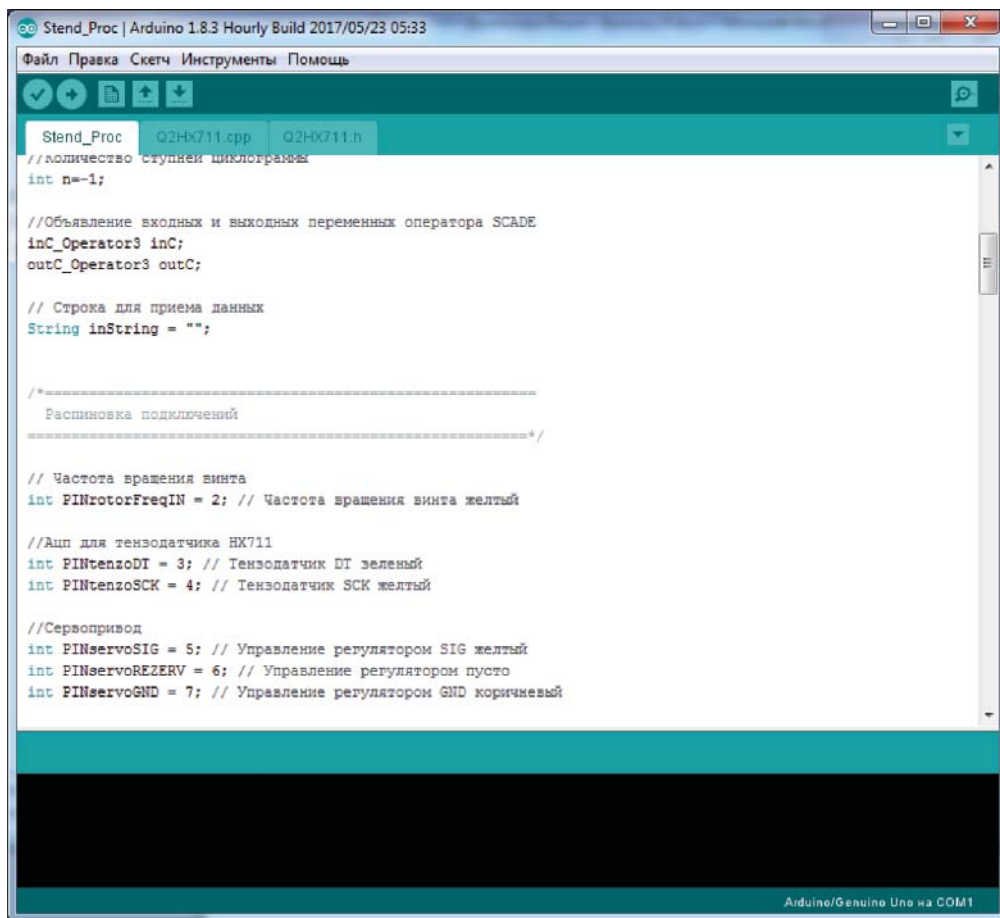 Stend_Proc | Arduino 1.8.3 Hourly Build 2017/05/23 05:33
Файл Правка Скетч Инструменты Помощь
Stend_Proc Q2HX711.cpp Q2HX711.h
//Количество ступеней циклограммы
int n=-1;
//Объявление входных и выходных переменных оператора SCADE
inC_Operator3 inC;
outC_Operator3 outC;
// Строка для приема данных
String inString = "";
/*============================================================
Распиновка подключений
=============================================================*/
// Частота вращения винта
int PINrotorFreqIN = 2; // Частота вращения винта желтый
//Ацп для тензодатчика HX711
int PINtenzoDT = 3; // Тензодатчик DT зеленый
int PINtenzoSCK = 4; // Тензодатчик SCK желтый
//Сервопривод
int PINservoSIG = 5; // Управление регулятором SIG желтый
int PINservoREZERV = 6; // Управление регулятором пусто
int PINservoGND = 7; // Управление регулятором GND коричневый
Arduino/Genuino Uno на COM1